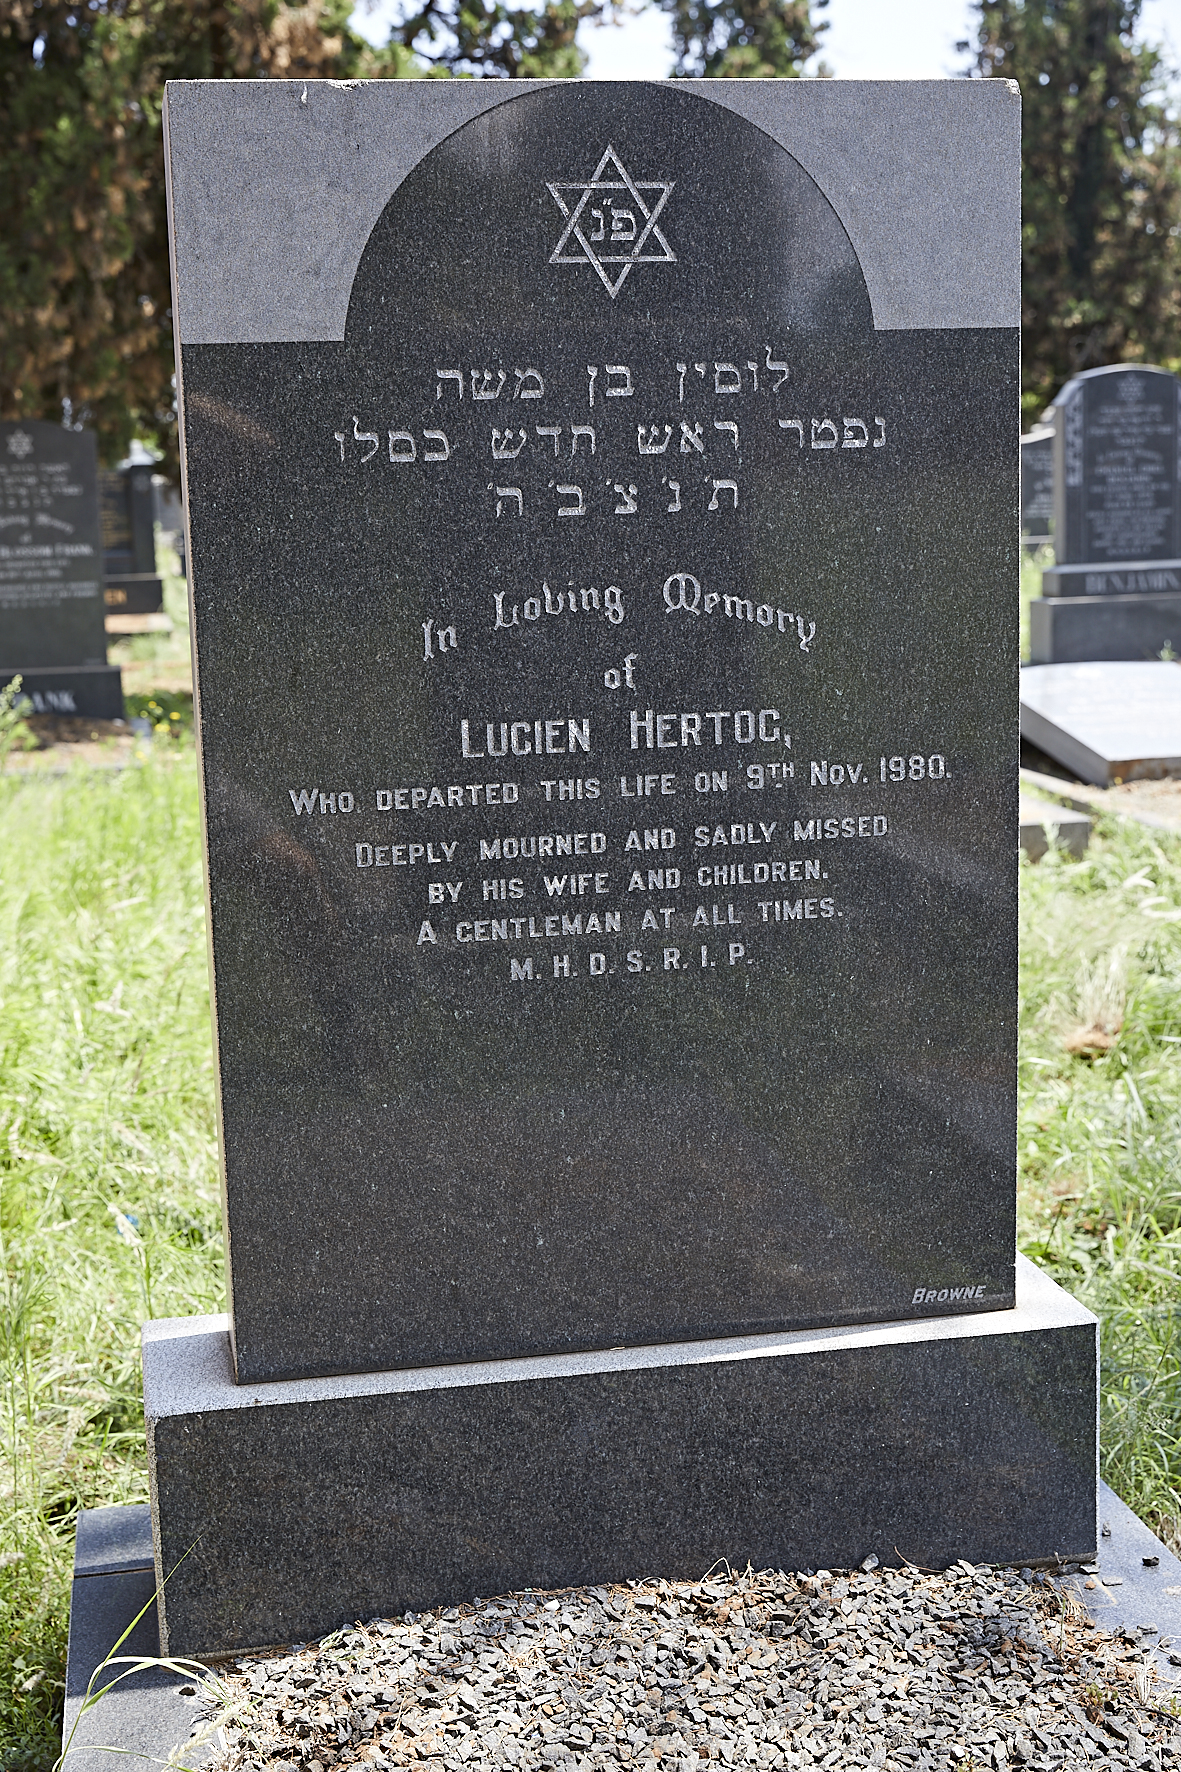 פ"נ
לוסין בן משה
נפטר ראש חדש כסלו
ת' נ' צ' ב' ה'
In Loving Memory
of
LUCIEN HERTOG,
WHO DEPARTED THIS LIFE ON 9TH NOV. 1980.
DEEPLY MOURNED AND SADLY MISSED
BY HIS WIFE AND CHILDREN.
A GENTLEMAN AT ALL TIMES.
M. H. D. S. R. I. P.
BROWNE
BENJAMIN